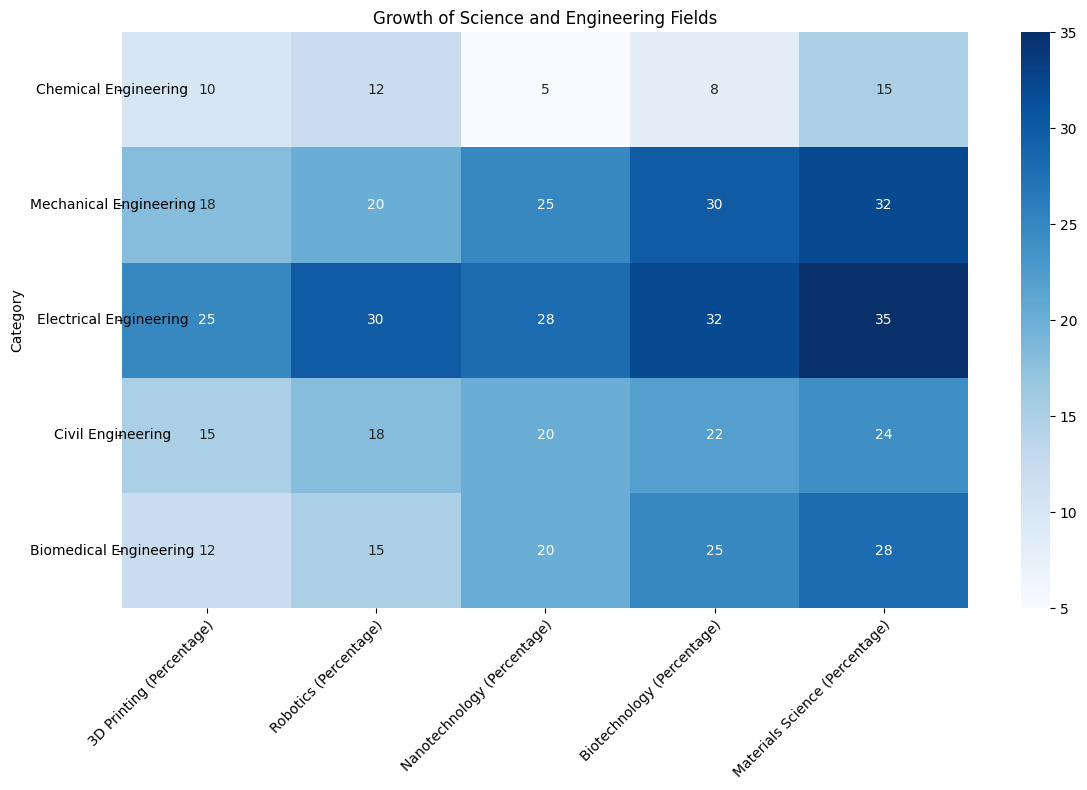 Growth of Science and Engineering Fields
Category
Chemical Engineering 10 12 5 8 15
Mechanical Engineering 18 20 25 30 32
Electrical Engineering 25 30 28 32 35
Civil Engineering 15 18 20 22 24
Biomedical Engineering 12 15 20 25 28
3D Printing (Percentage)
Robotics (Percentage)
Nanotechnology (Percentage)
Biotechnology (Percentage)
Materials Science (Percentage)
35
30
25
20
15
10
5